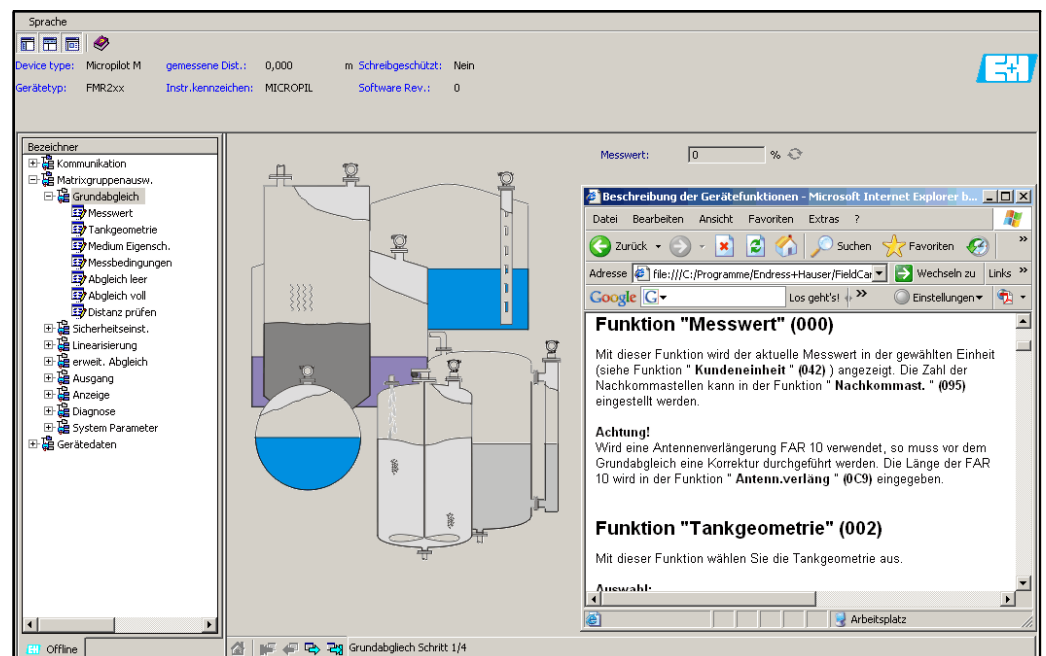 Sprache
Device type: Micropilot M gemessene Dist.: 0,000 m Schreibgeschützt: Nein
Gerätetyp: FMR2xx Instr.kennzeichen: MICROPIL Software Rev.: 0
E+H
Bezeichner
Kommunikation
Matrixgruppenausw.
Grundabgleich
Messwert
Tankgeometrie
Medium Eigensch.
Messbedingungen
Abgleich leer
Abgleich voll
Distanz prüfen
Sicherheitseinst.
Linearisierung
erweit. Abgleich
Ausgang
Anzeige
Diagnose
System Parameter
Gerätedaten
Messwert: 0 %
Beschreibung der Gerätefunktionen - Microsoft Internet Explorer b...
Datei Bearbeiten Ansicht Favoriten Extras ?
Zurück Suchen Favoriten »
Adresse file:///C:/Programme/Endress+Hauser/FieldCar Wechseln zu Links »
Google G Los geht's! » Einstellungen
Funktion "Messwert" (000)
Mit dieser Funktion wird der aktuelle Messwert in der gewählten Einheit
(siehe Funktion " Kundeneinheit " (042) ) angezeigt. Die Zahl der
Nachkommastellen kann in der Funktion " Nachkommast. " (095)
eingestellt werden.
Achtung!
Wird eine Antennenverlängerung FAR 10 verwendet, so muss vor dem
Grundabgleich eine Korrektur durchgeführt werden. Die Länge der FAR
10 wird in der Funktion " Antenn.verläng " (0C9) eingegeben.
Funktion "Tankgeometrie" (002)
Mit dieser Funktion wählen Sie die Tankgeometrie aus.
Auswahl:
Arbeitsplatz
Offline
Grundabgliech Schritt 1/4